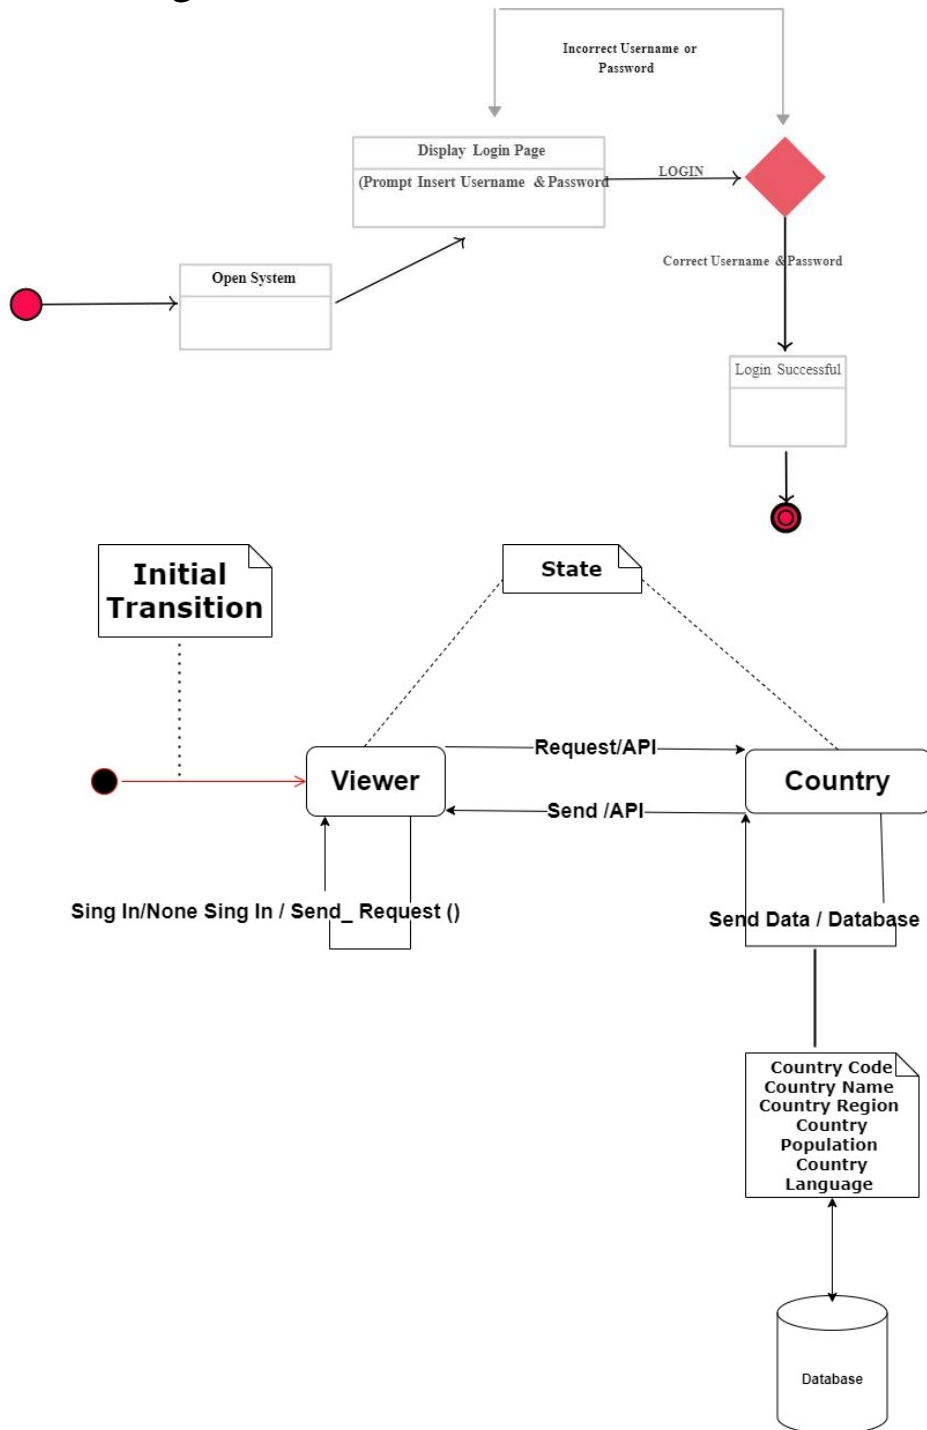 Incorrect Username or
Password
Display Login Page
(Prompt Insert Username & Password
LOGIN
Correct Username & Password
Open System
Login Successful
Initial
Transition
State
Request/API
Viewer
Country
Send /API
Sing In/None Sing In / Send_ Request ()
Send Data / Database
Country Code
Country Name
Country Region
Country
Population
Country
Language
Database